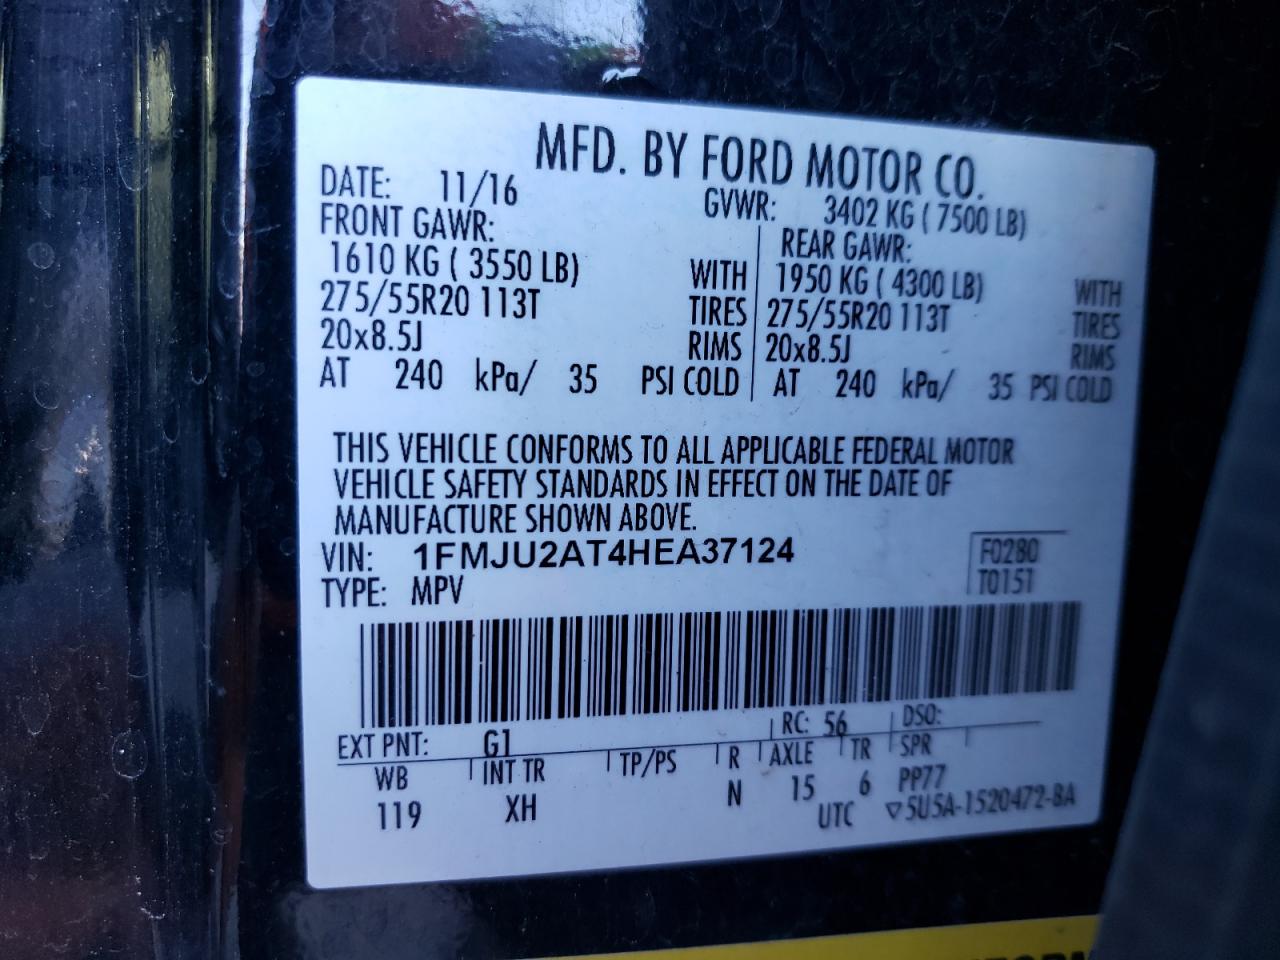 MFD. BY FORD MOTOR CO.
DATE: 11/16 GVWR: 3402 KG ( 7500 LB)
FRONT GAWR: REAR GAWR:
1610 KG ( 3550 LB) WITH 1950 KG ( 4300 LB) WITH
275/55R20 113T TIRES 275/55R20 113T TIRES
20x8.5J RIMS 20x8.5J RIMS
AT 240 kPa/ 35 PSI COLD AT 240 kPa/ 35 PSI COLD
THIS VEHICLE CONFORMS TO ALL APPLICABLE FEDERAL MOTOR
VEHICLE SAFETY STANDARDS IN EFFECT ON THE DATE OF
MANUFACTURE SHOWN ABOVE.
VIN: 1FMJU2AT4HEA37124 F0280
TYPE: MPV T0151
EXT PNT: G1 RC: 56 DSO:
WB INT TR TP/PS R AXLE TR SPR
119 XH N 15 6 PP77
UTC ▽5U5A-1520472-BA